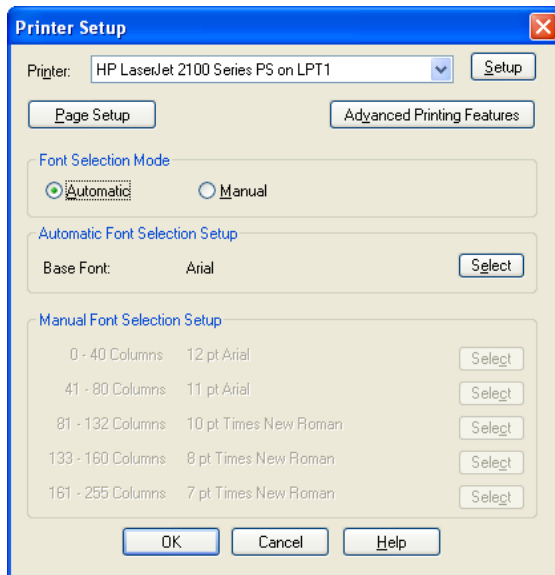 Printer Setup
Printer: HP LaserJet 2100 Series PS on LPT1 Setup
Page Setup Advanced Printing Features
Font Selection Mode
Automatic Manual
Automatic Font Selection Setup
Base Font: Arial Select
Manual Font Selection Setup
0 - 40 Columns 12 pt Arial Select
41 - 80 Columns 11 pt Arial Select
81 - 132 Columns 10 pt Times New Roman Select
133 - 160 Columns 8 pt Times New Roman Select
161 - 255 Columns 7 pt Times New Roman Select
OK Cancel Help